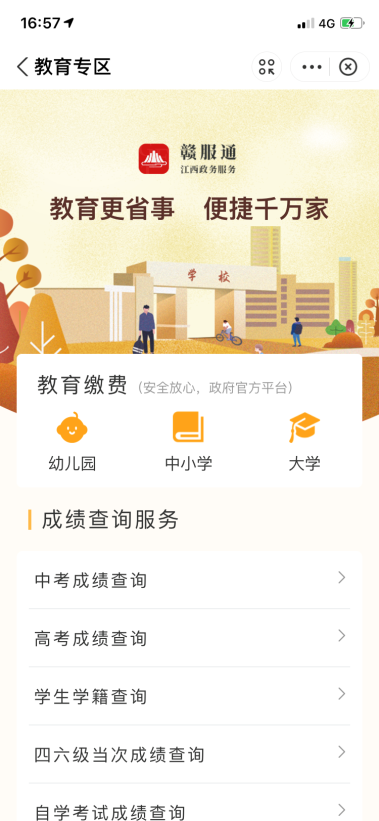 16:57
4G
教育专区
赣服通
江西政务服务
教育更省事 便捷千万家
学校
教育缴费（安全放心，政府官方平台）
幼儿园 中小学 大学
成绩查询服务
中考成绩查询
高考成绩查询
学生学籍查询
四六级当次成绩查询
自学考试成绩查询